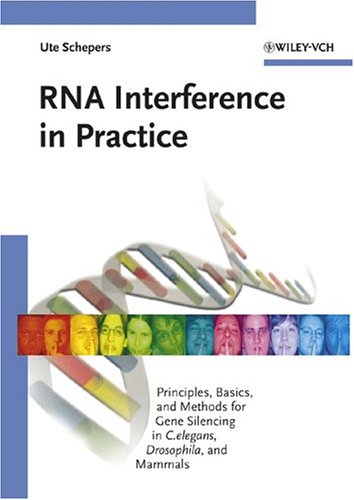 Ute Schepers
WILEY-VCH
RNA Interference
in Practice
Principles, Basics,
and Methods for
Gene Silencing
in C.elegans,
Drosophila, and
Mammals